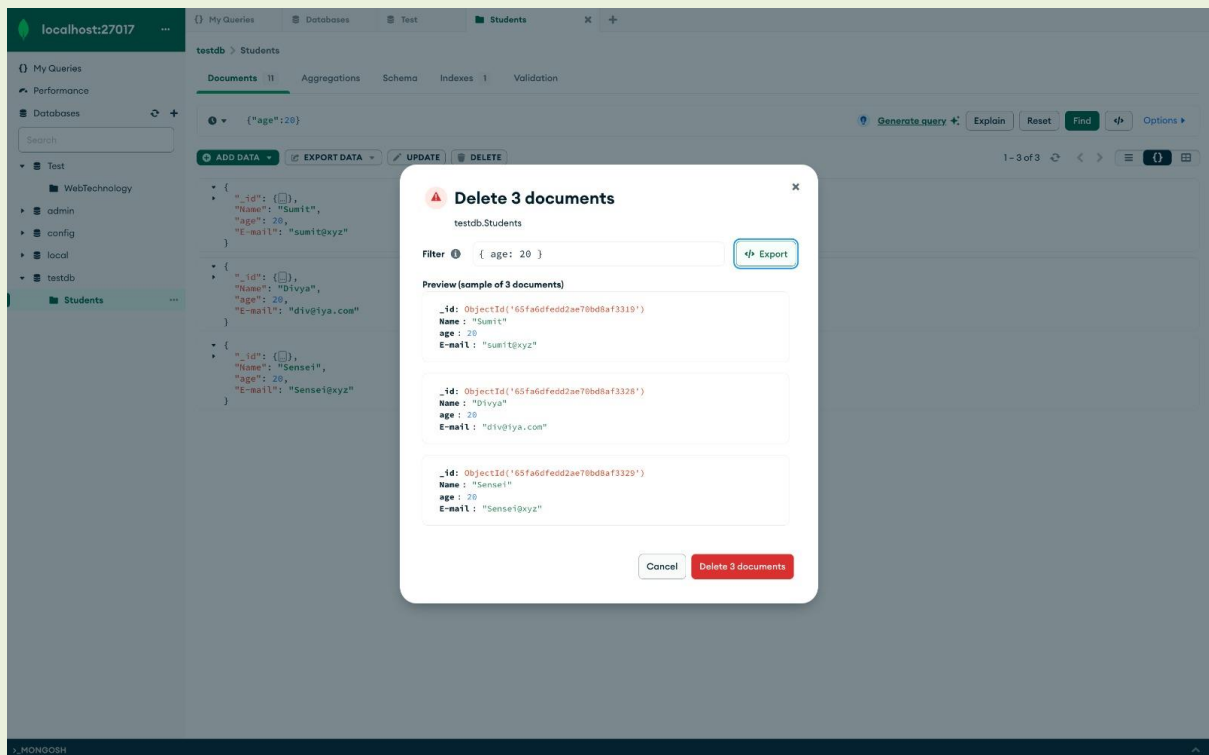 localhost:27017
{} My Queries
Databases
Test
Students
testdb > Students
{} My Queries
Performance
Databases
Search
Test
WebTechnology
admin
config
local
testdb
Students
Documents 11 Aggregations Schema Indexes 1 Validation
{"age":20}
Generate query Explain Reset Find </> Options
ADD DATA EXPORT DATA UPDATE DELETE
1 – 3 of 3
{
"_id": {…},
"Name": "Sumit",
"age": 20,
"E-mail": "sumit@xyz"
}
{
"_id": {…},
"Name": "Divya",
"age": 20,
"E-mail": "div@iya.com"
}
{
"_id": {…},
"Name": "Sensei",
"age": 20,
"E-mail": "Sensei@xyz"
}
Delete 3 documents
testdb.Students
Filter { age: 20 } </> Export
Preview (sample of 3 documents)
_id: ObjectId('65fa6dfedd2ae70bd8af3319')
Name : "Sumit"
age : 20
E-mail : "sumit@xyz"
_id: ObjectId('65fa6dfedd2ae70bd8af3328')
Name : "Divya"
age : 20
E-mail : "div@iya.com"
_id: ObjectId('65fa6dfedd2ae70bd8af3329')
Name : "Sensei"
age : 20
E-mail : "Sensei@xyz"
Cancel Delete 3 documents
>_MONGOSH